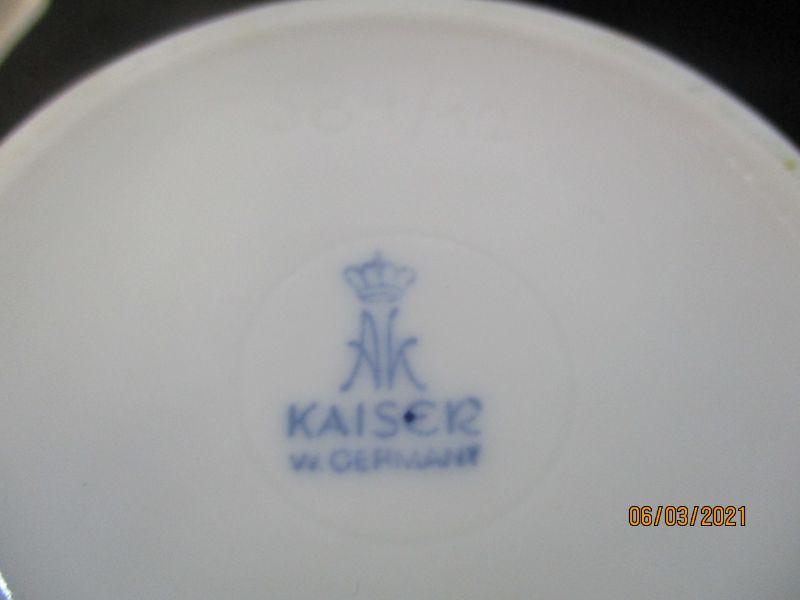 AK
KAISER
W. GERMANY
06/03/2021